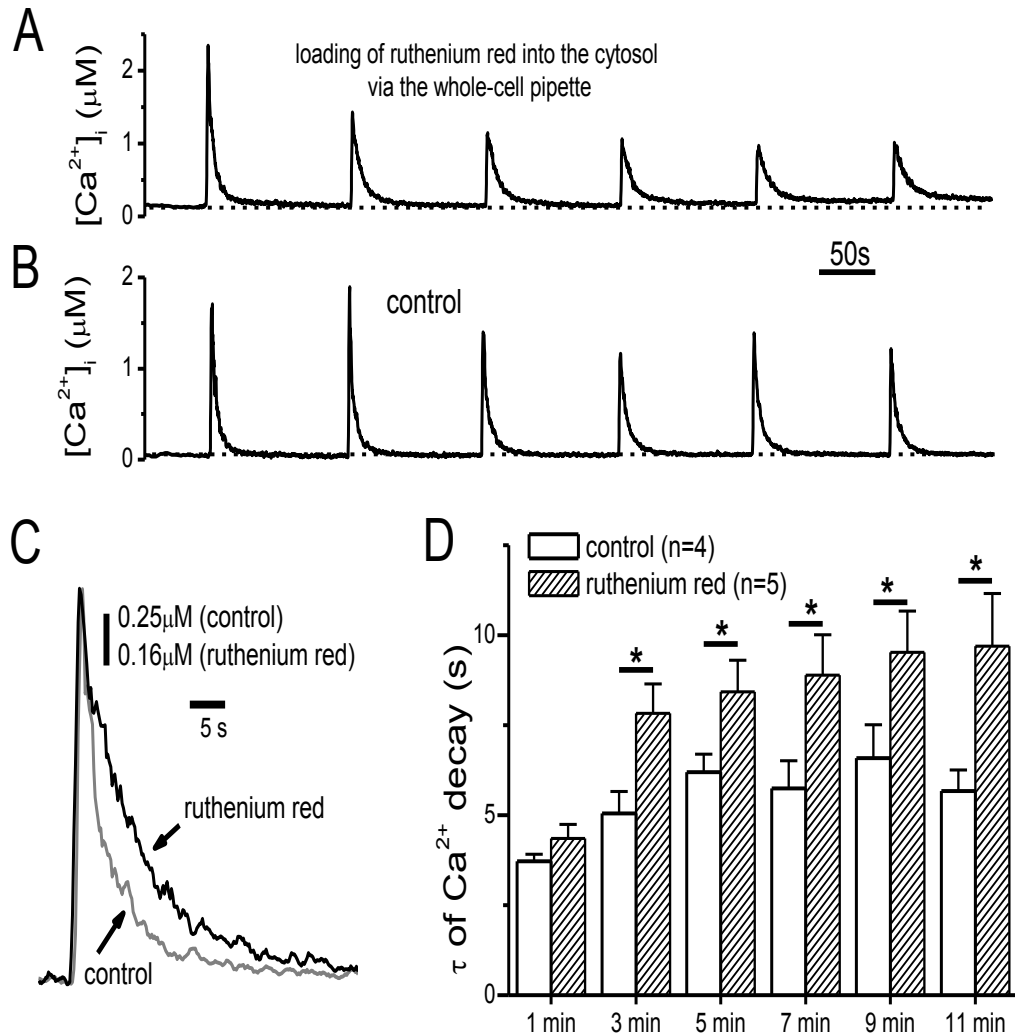 A
[Ca²⁺]ᵢ (μM)
2
1
0
loading of ruthenium red into the cytosol
via the whole-cell pipette
B
[Ca²⁺]ᵢ (μM)
2
1
0
control
50s
C
0.25μM (control)
0.16μM (ruthenium red)
5 s
ruthenium red
control
D
control (n=4)
ruthenium red (n=5)
τ of Ca²⁺ decay (s)
10
5
0
* * * * *
1 min 3 min 5 min 7 min 9 min 11 min